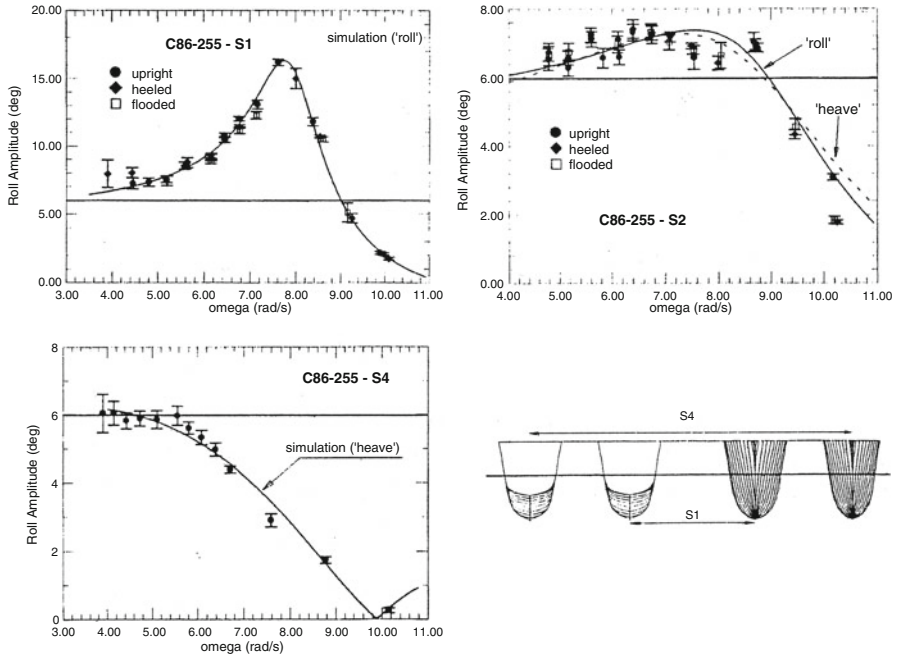 C86-255 - S1
simulation ('roll')
upright
heeled
flooded
Roll Amplitude (deg)
20.00
15.00
10.00
5.00
0.00
3.00 4.00 5.00 6.00 7.00 8.00 9.00 10.00 11.00
omega (rad/s)
8.00
6.00
4.00
2.00
0.00
Roll Amplitude (deg)
'roll'
'heave'
upright
heeled
flooded
C86-255 - S2
4.00 5.00 6.00 7.00 8.00 9.00 10.00 11.00
omega (rad/s)
8
6
4
2
0
Roll Amplitude (deg)
C86-255 - S4
simulation ('heave')
3.00 4.00 5.00 6.00 7.00 8.00 9.00 10.00 11.00
omega (rad/s)
S4
S1